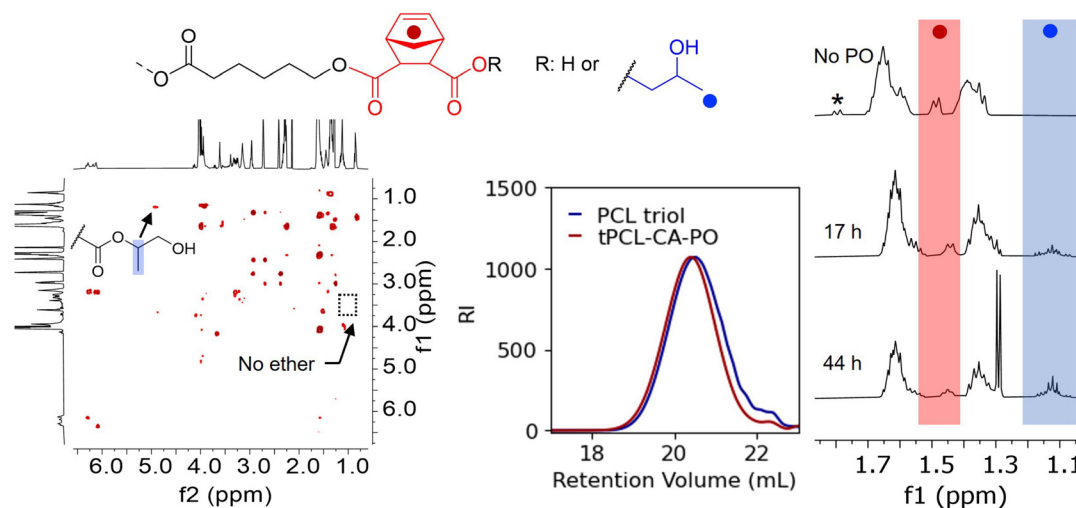 O
O
O
O
O
OR
R: H or
OH
No PO
*
17 h
44 h
1.7
1.5
1.3
1.1
f1 (ppm)
O
O
OH
No ether
1.0
2.0
3.0
4.0
5.0
6.0
f1 (ppm)
6.0
5.0
4.0
3.0
2.0
1.0
f2 (ppm)
1500
1000
500
0
RI
PCL triol
tPCL-CA-PO
18
20
22
Retention Volume (mL)